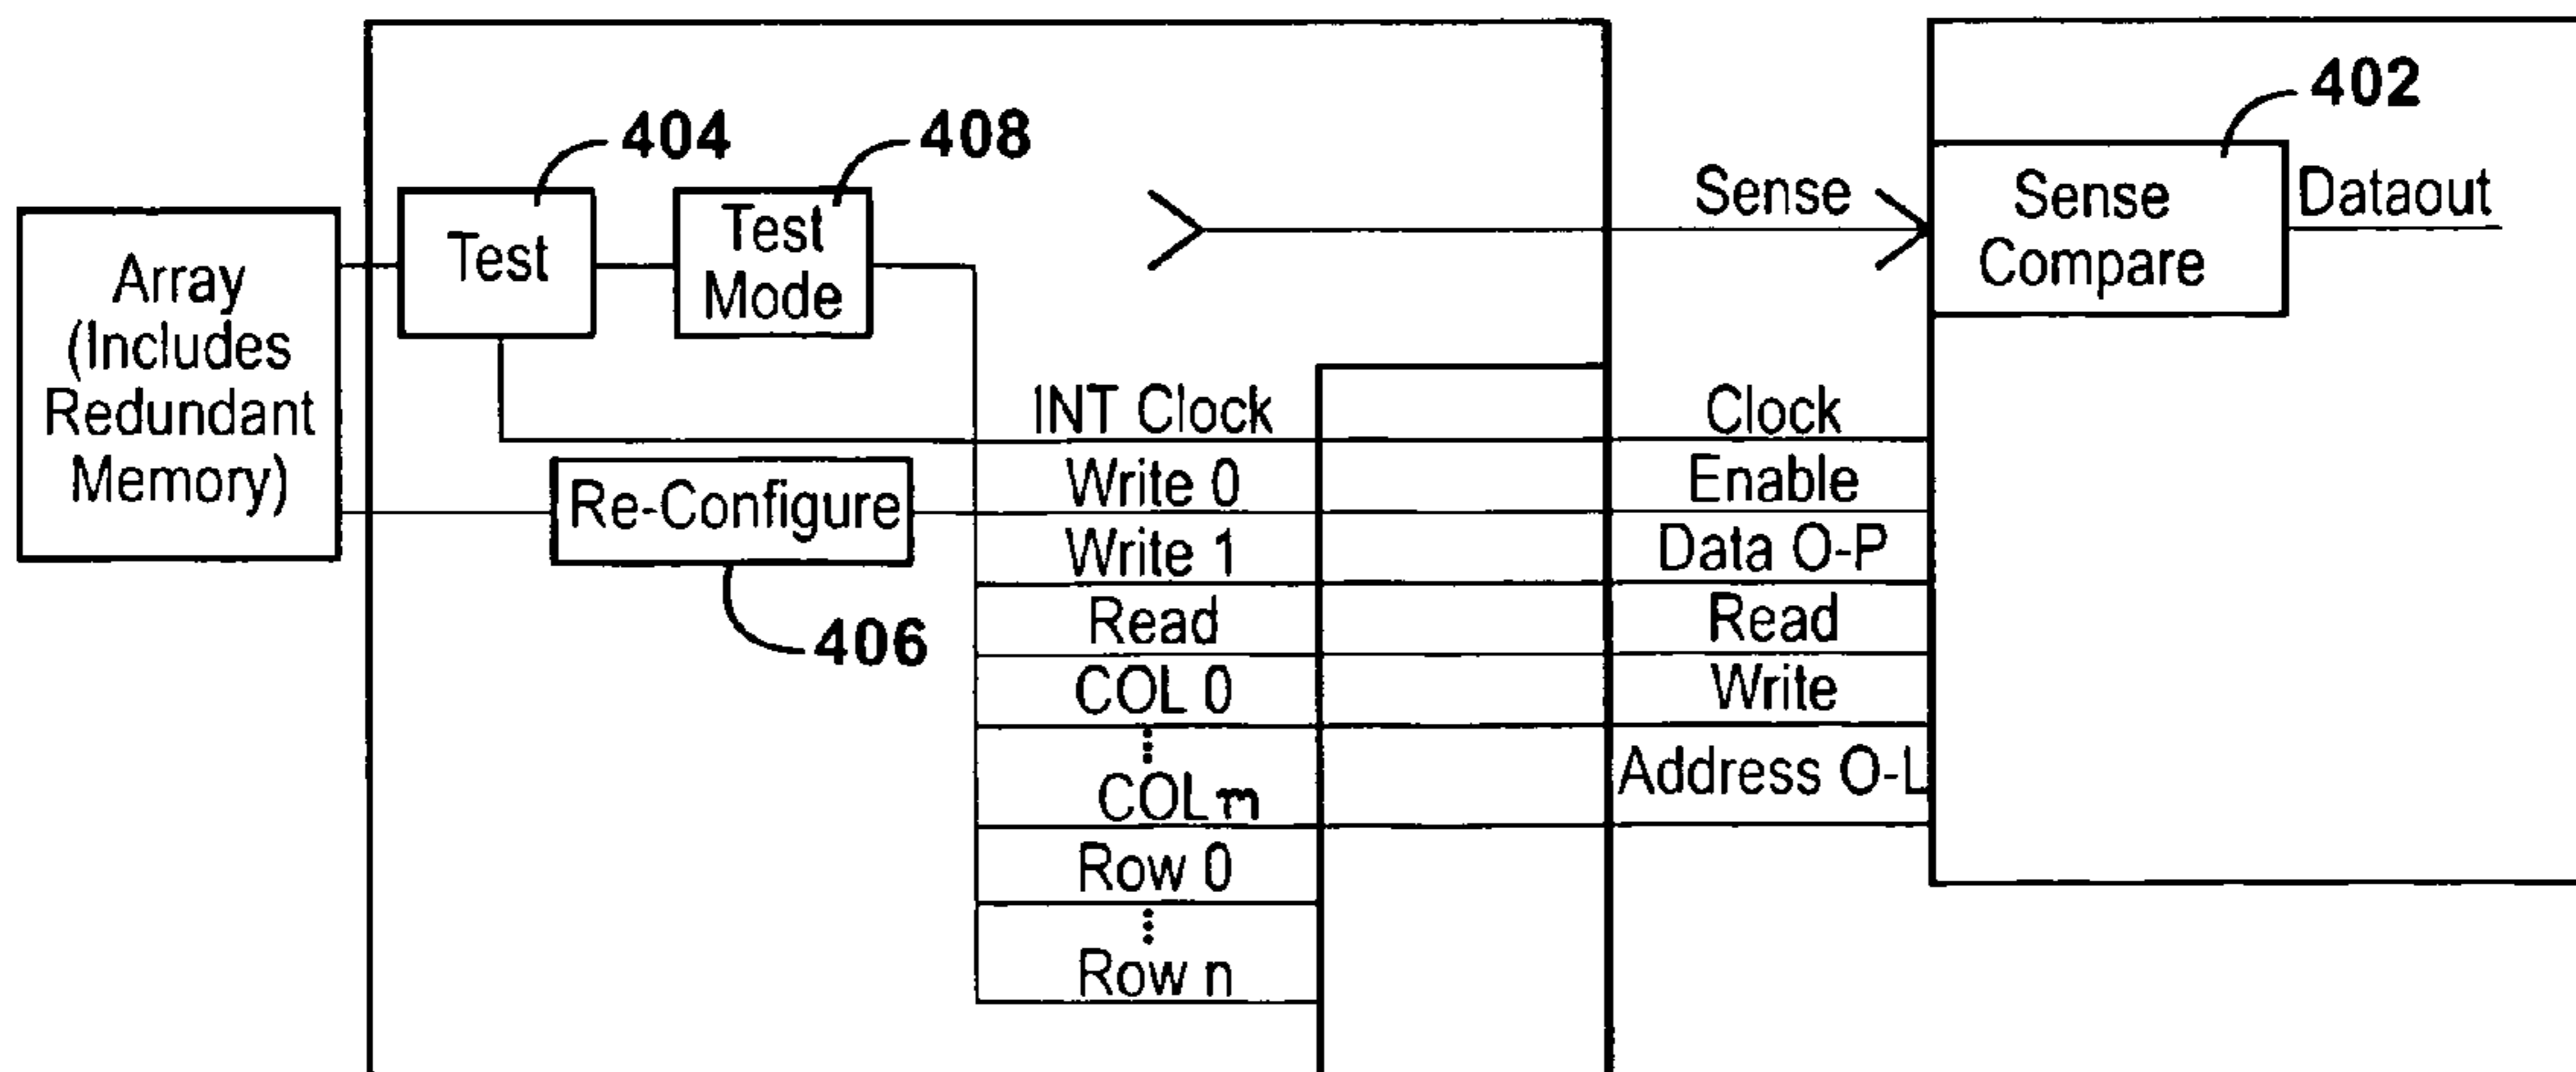 402
404
408
Sense
Sense
Compare
Dataout
Test
Test
Mode
Array
(Includes
Redundant
Memory)
INT Clock
Clock
Write 0
Enable
Re-Configure
Write 1
Data O-P
Read
Read
406
COL 0
Write
COL m
Address O-L
Row 0
Row n